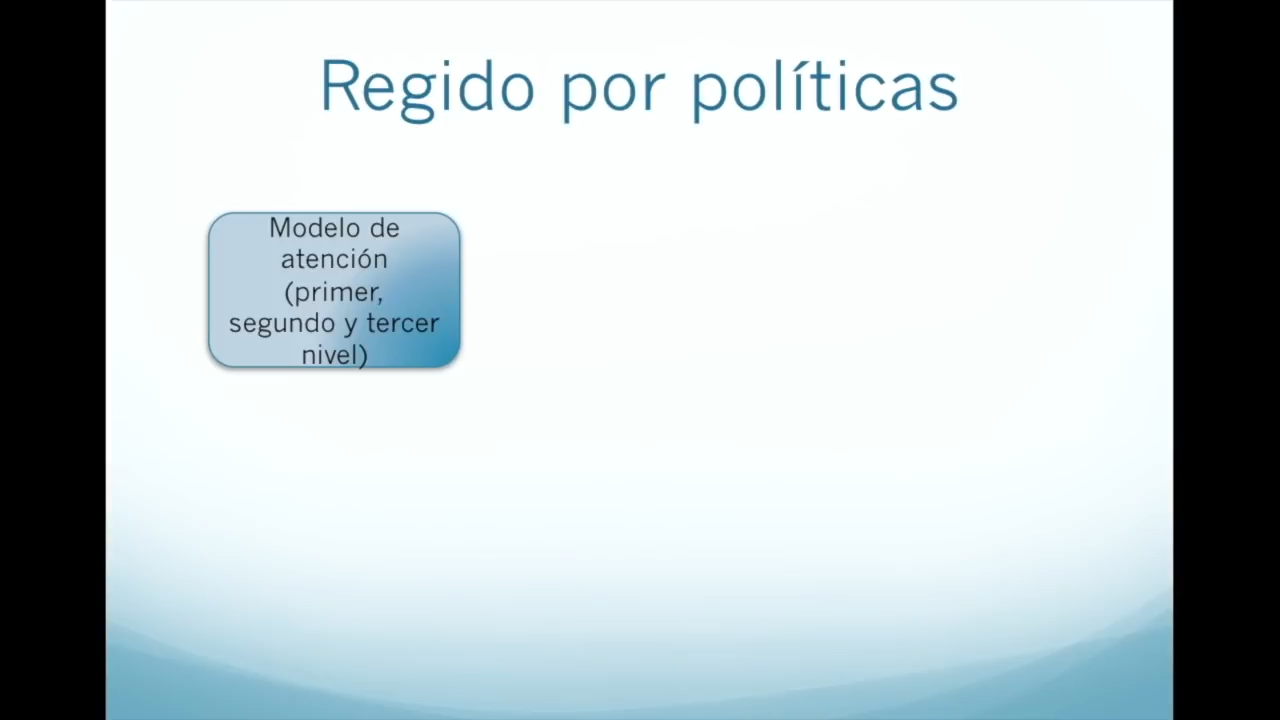 Regido por políticas
Modelo de
atención
(primer,
segundo y tercer
nivel)